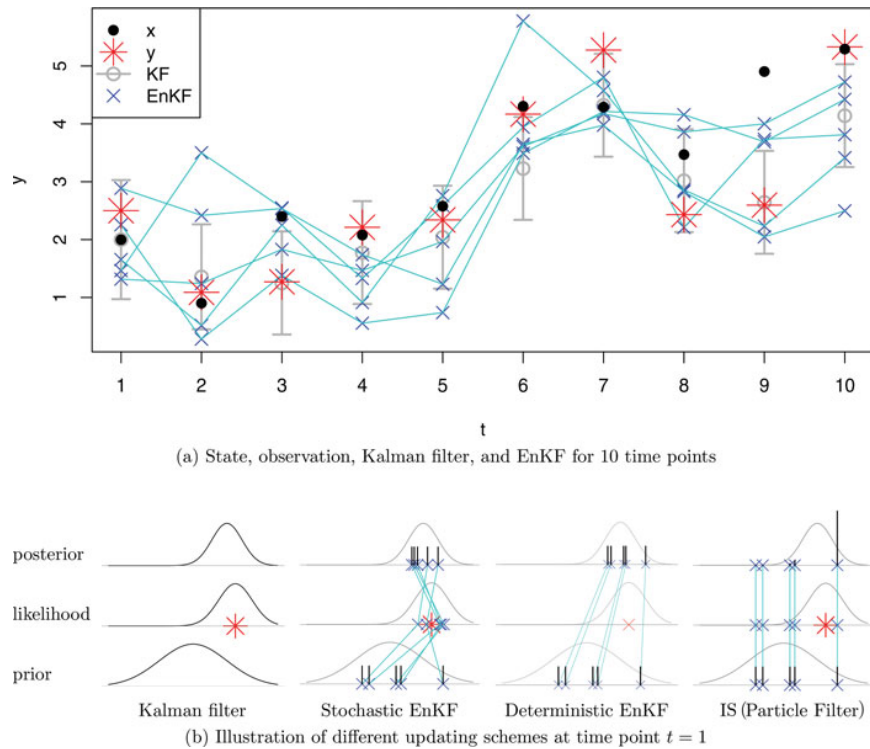 x
y
KF
EnKF
5
4
3
2
1
y
1 2 3 4 5 6 7 8 9 10
t
(a) State, observation, Kalman filter, and EnKF for 10 time points
posterior
likelihood
prior
Kalman filter Stochastic EnKF Deterministic EnKF IS (Particle Filter)
(b) Illustration of different updating schemes at time point t = 1